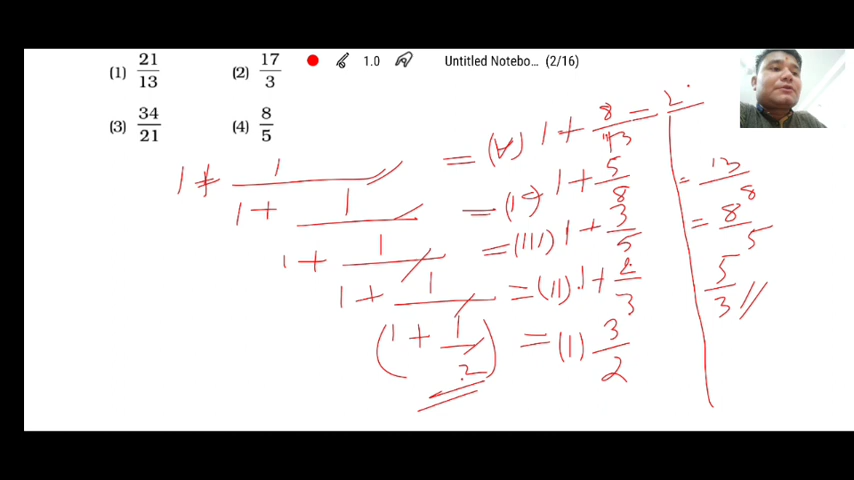 1.0 Untitled Notebo... (2/16)
(1) 21/13 (2) 17/3
(3) 34/21 (4) 8/5
1 + 1 = (V) 1 + 8/13 = 2
1 + 1 = (IV) 1 + 5/8 = 13/8
1 + 1 = (III) 1 + 3/5 = 8/5
1 + 1 = (II) 1 + 2/3 5/3 //
(1 + 1/2) = (I) 3/2